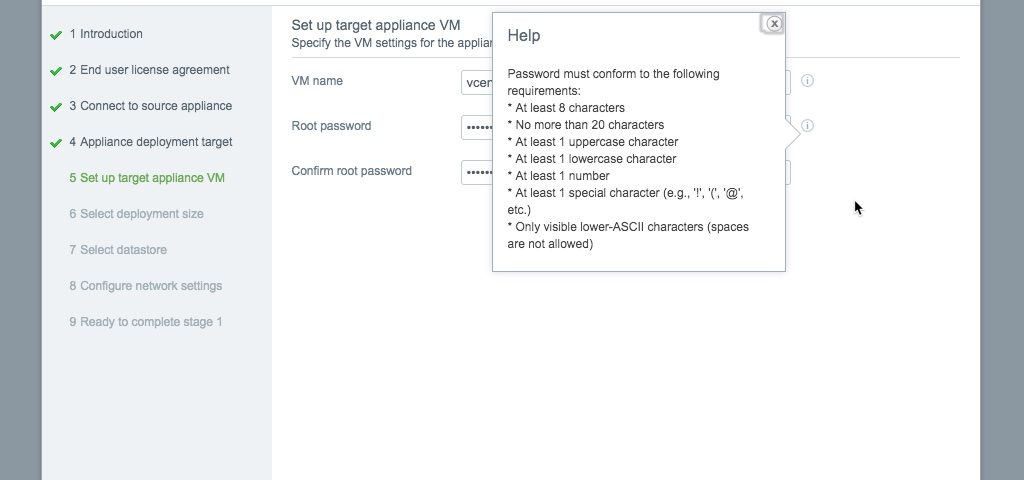 1 Introduction
2 End user license agreement
3 Connect to source appliance
4 Appliance deployment target
5 Set up target appliance VM
6 Select deployment size
7 Select datastore
8 Configure network settings
9 Ready to complete stage 1
Set up target appliance VM
Specify the VM settings for the
VM name
Root password
••••••
Confirm root password
••••••
x
Help
Password must conform to the following
requirements:
* At least 8 characters
* No more than 20 characters
* At least 1 uppercase character
* At least 1 lowercase character
* At least 1 number
* At least 1 special character (e.g., '!', '(', '@',
etc.)
* Only visible lower-ASCII characters (spaces
are not allowed)
i
i